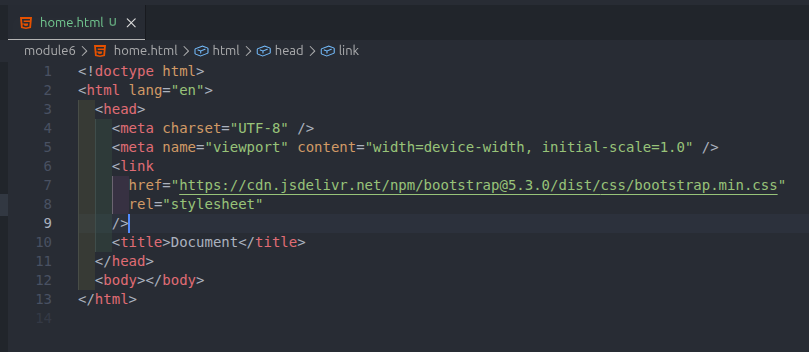 home.html U ×
module6 > home.html > html > head > link
1 <!doctype html>
2 <html lang="en">
3 <head>
4 <meta charset="UTF-8" />
5 <meta name="viewport" content="width=device-width, initial-scale=1.0" />
6 <link
7 href="https://cdn.jsdelivr.net/npm/bootstrap@5.3.0/dist/css/bootstrap.min.css"
8 rel="stylesheet"
9 />
10 <title>Document</title>
11 </head>
12 <body></body>
13 </html>
14